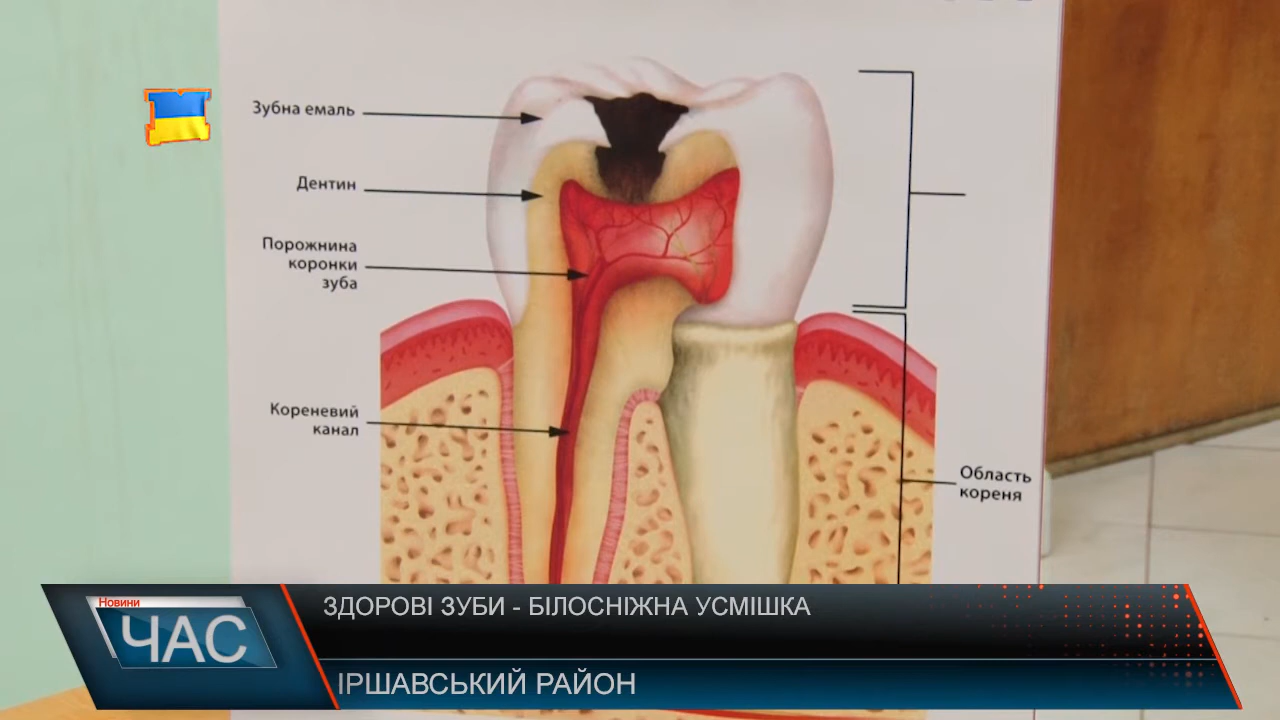 Зубна емаль
Дентин
Порожнина
коронки
зуба
Кореневий
канал
Область
кореня
Новини
ЧАС
ЗДОРОВІ ЗУБИ - БІЛОСНІЖНА УСМІШКА
ІРШАВСЬКИЙ РАЙОН